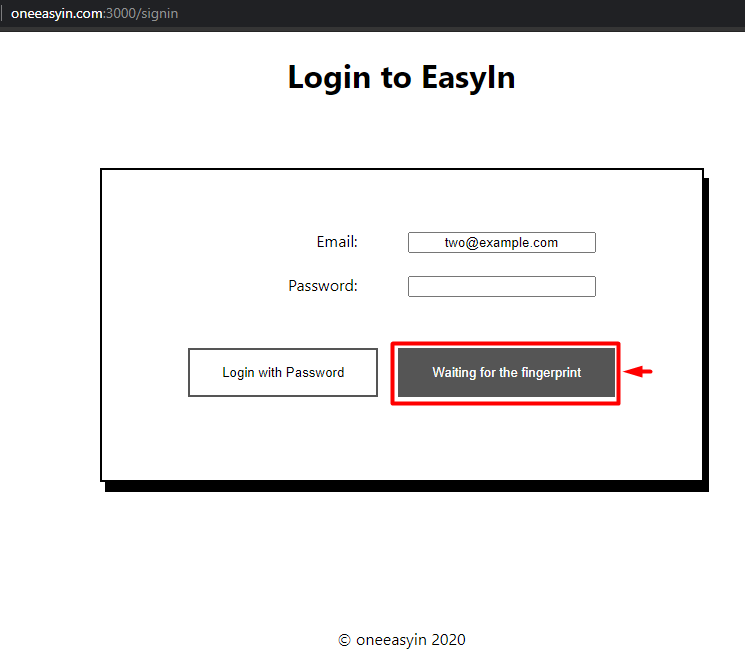 oneeasyin.com:3000/signin
Login to EasyIn
Email: two@example.com
Password:
Login with Password Waiting for the fingerprint
© oneeasyin 2020